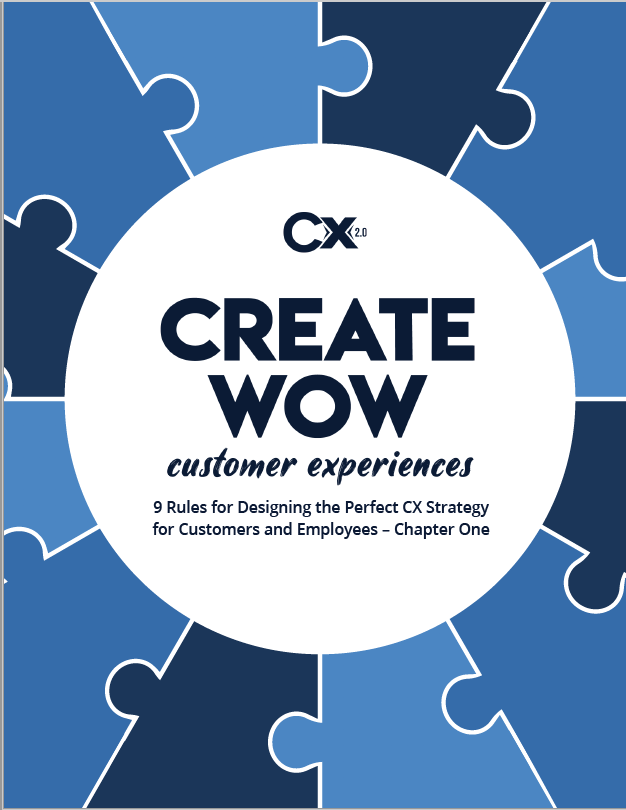 CX 2.0
CREATE
WOW
customer experiences
9 Rules for Designing the Perfect CX Strategy
for Customers and Employees – Chapter One